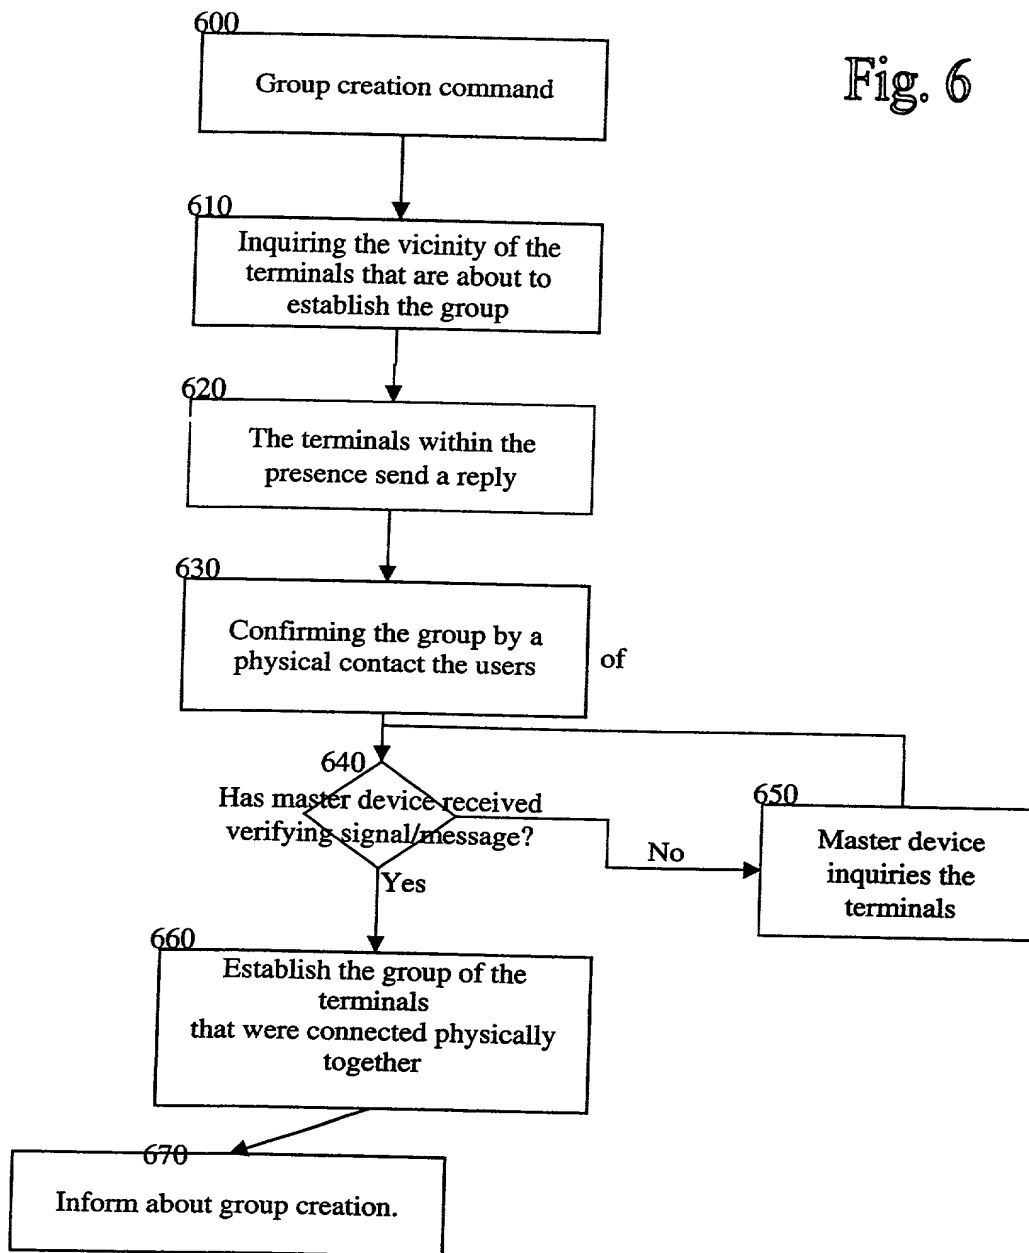 600
Fig. 6
Group creation command
610
Inquiring the vicinity of the
terminals that are about to
establish the group
620
The terminals within the
presence send a reply
630
Confirming the group by a
physical contact the users
of
640
Has master device received
verifying signal/message?
650
No
Master device
inquiries the
terminals
Yes
660
Establish the group of the
terminals
that were connected physically
together
670
Inform about group creation.